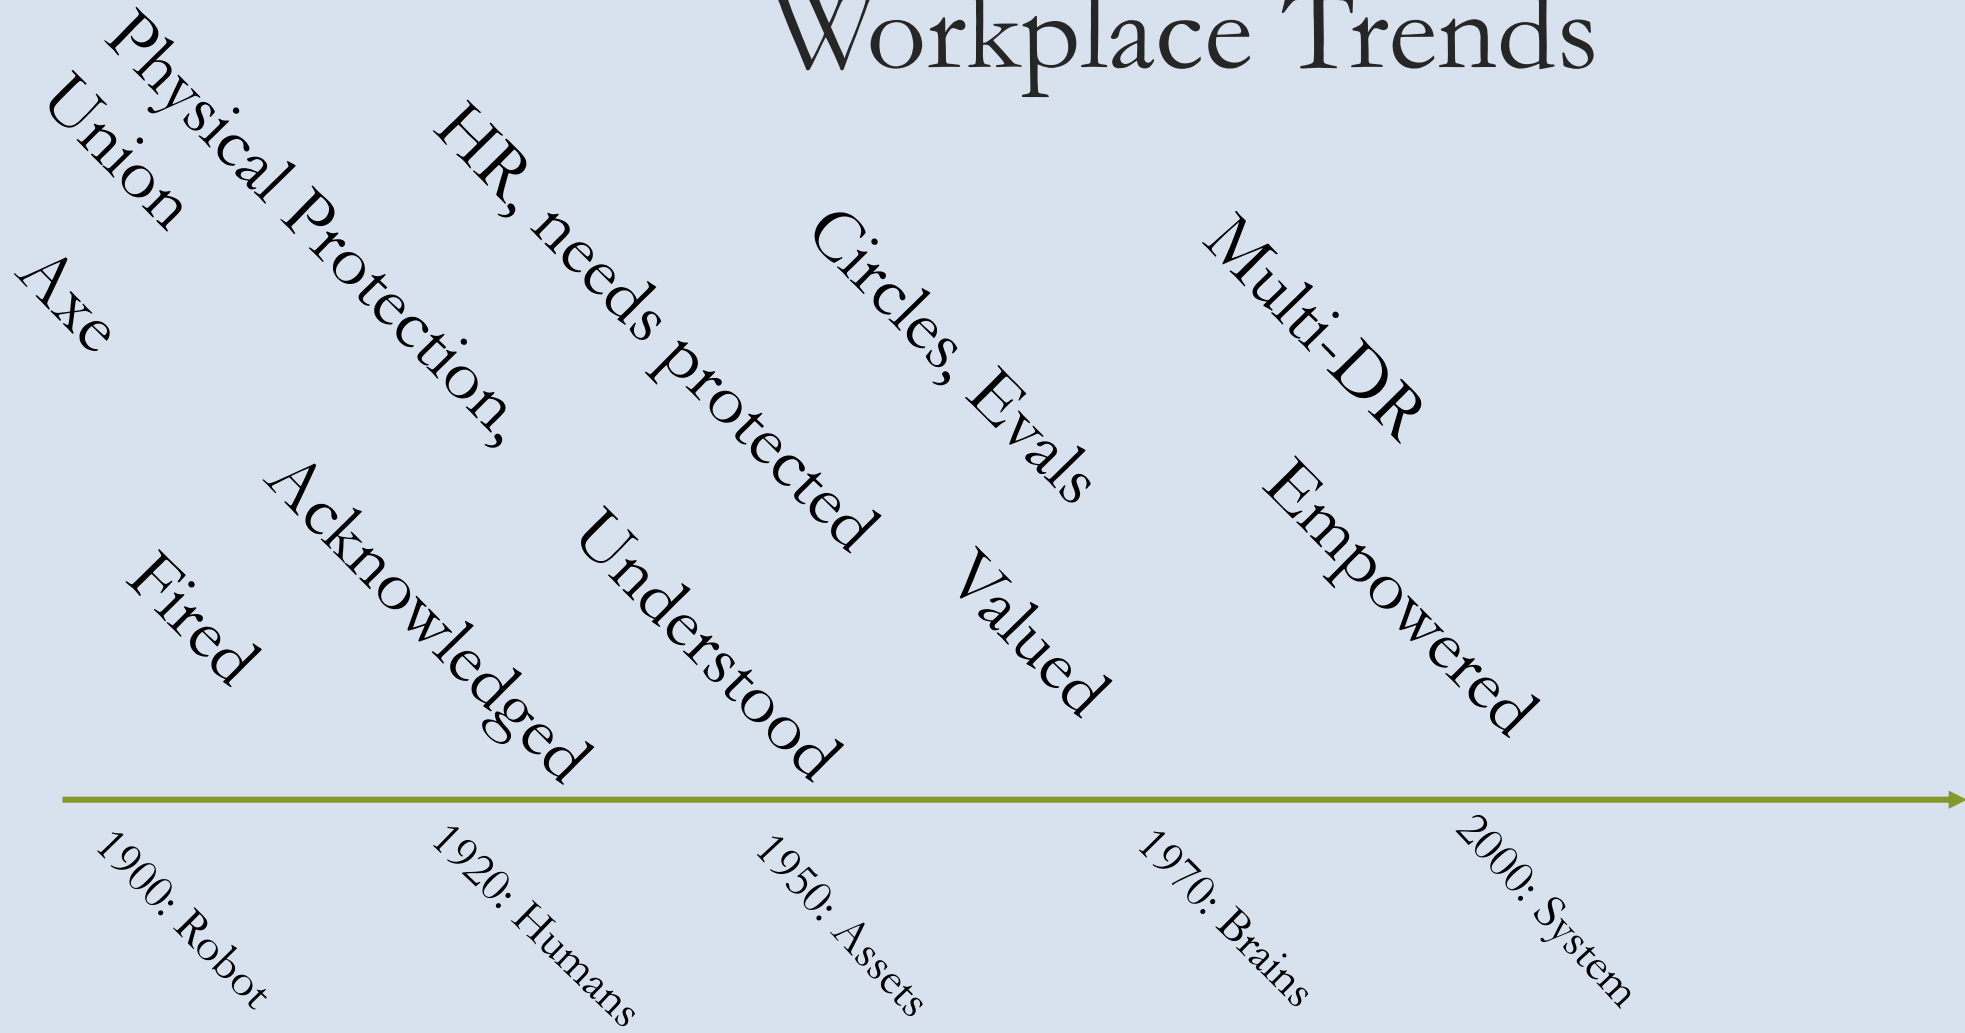 Workplace Trends
Axe
Physical Protection,
Union
HR, needs protected
Circles, Evals
Multi-DR
Fired
Acknowledged
Understood
Valued
Empowered
1900: Robot
1920: Humans
1950: Assets
1970: Brains
2000: System